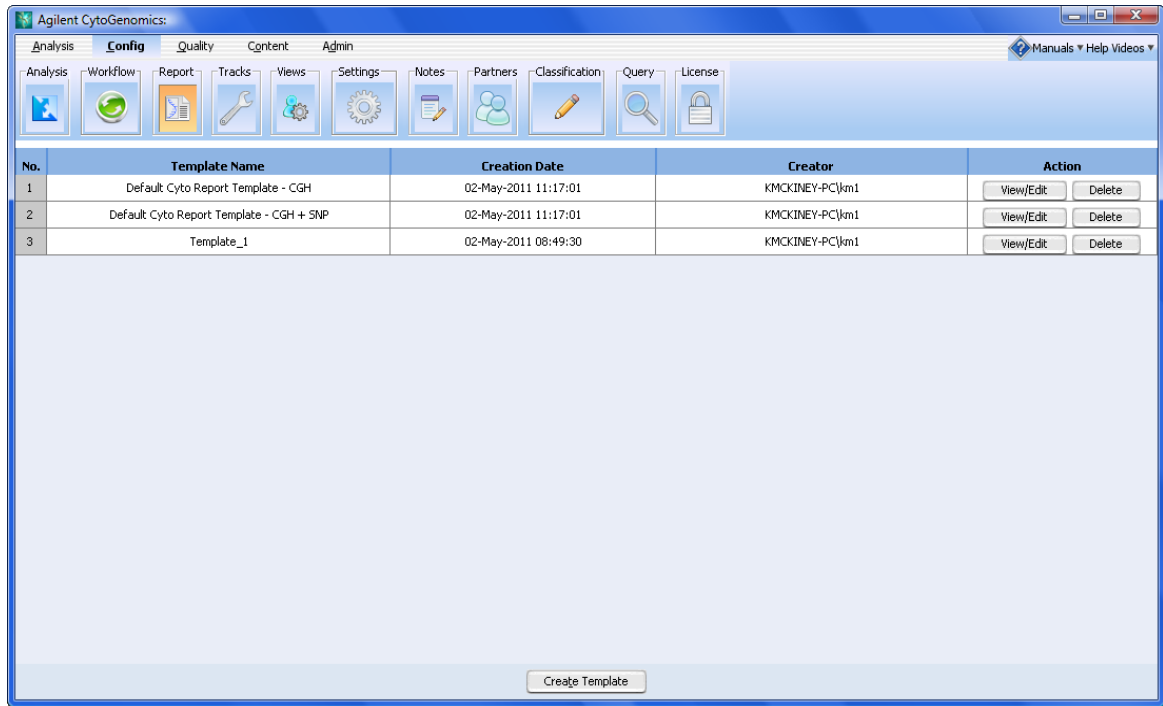 Agilent CytoGenomics:
Analysis Config Quality Content Admin Manuals Help Videos
Analysis Workflow Report Tracks Views Settings Notes Partners Classification Query License
No. Template Name Creation Date Creator Action
1 Default Cyto Report Template - CGH 02-May-2011 11:17:01 KMCKINEY-PC\km1 View/Edit Delete
2 Default Cyto Report Template - CGH + SNP 02-May-2011 11:17:01 KMCKINEY-PC\km1 View/Edit Delete
3 Template_1 02-May-2011 08:49:30 KMCKINEY-PC\km1 View/Edit Delete
Create Template